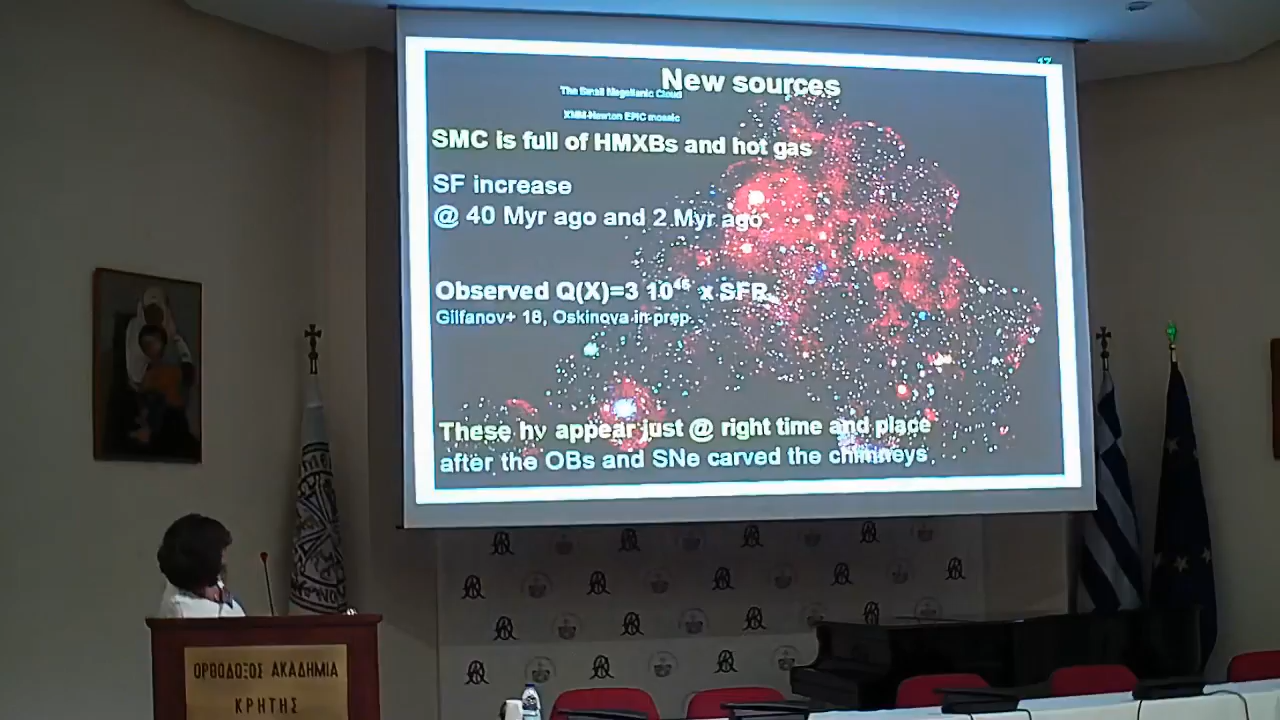 17
New sources
The Small Magellanic Cloud
XMM-Newton EPIC mosaic
SMC is full of HMXBs and hot gas
SF increase
@ 40 Myr ago and 2 Myr ago
Observed Q(X)=3 10⁴⁶ x SFR
Gilfanov+ 18, Oskinova in prep
These hν appear just @ right time and place
after the OBs and SNe carved the chimneys
ΟΡΘΟΔΟΞΟΣ ΑΚΑΔΗΜΙΑ
ΚΡΗΤΗΣ